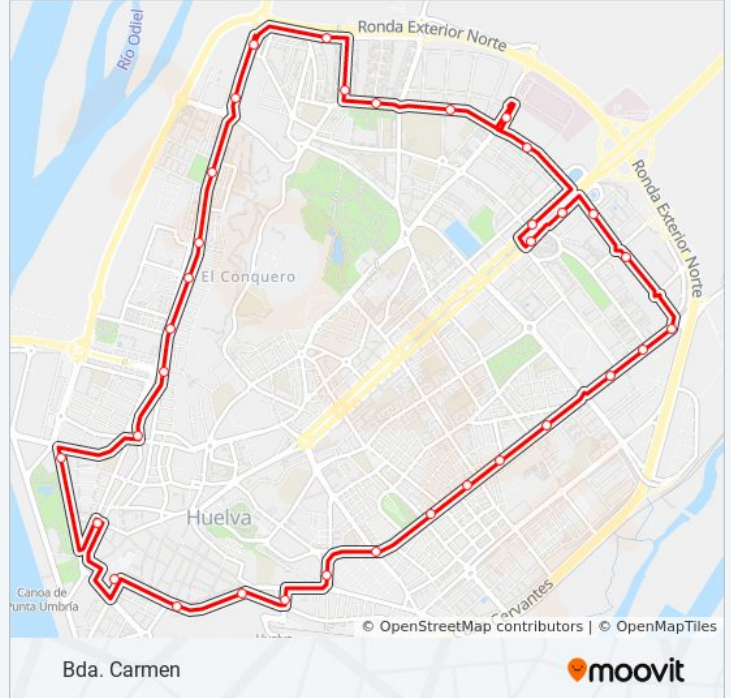 Ronda Exterior Norte
Río Odiel
Ronda Exterior Norte
El Conquero
Huelva
Canoa de
Punta Umbría
Cervantes
Huelva
© OpenStreetMap contributors | © OpenMapTiles
Bda. Carmen
moovit